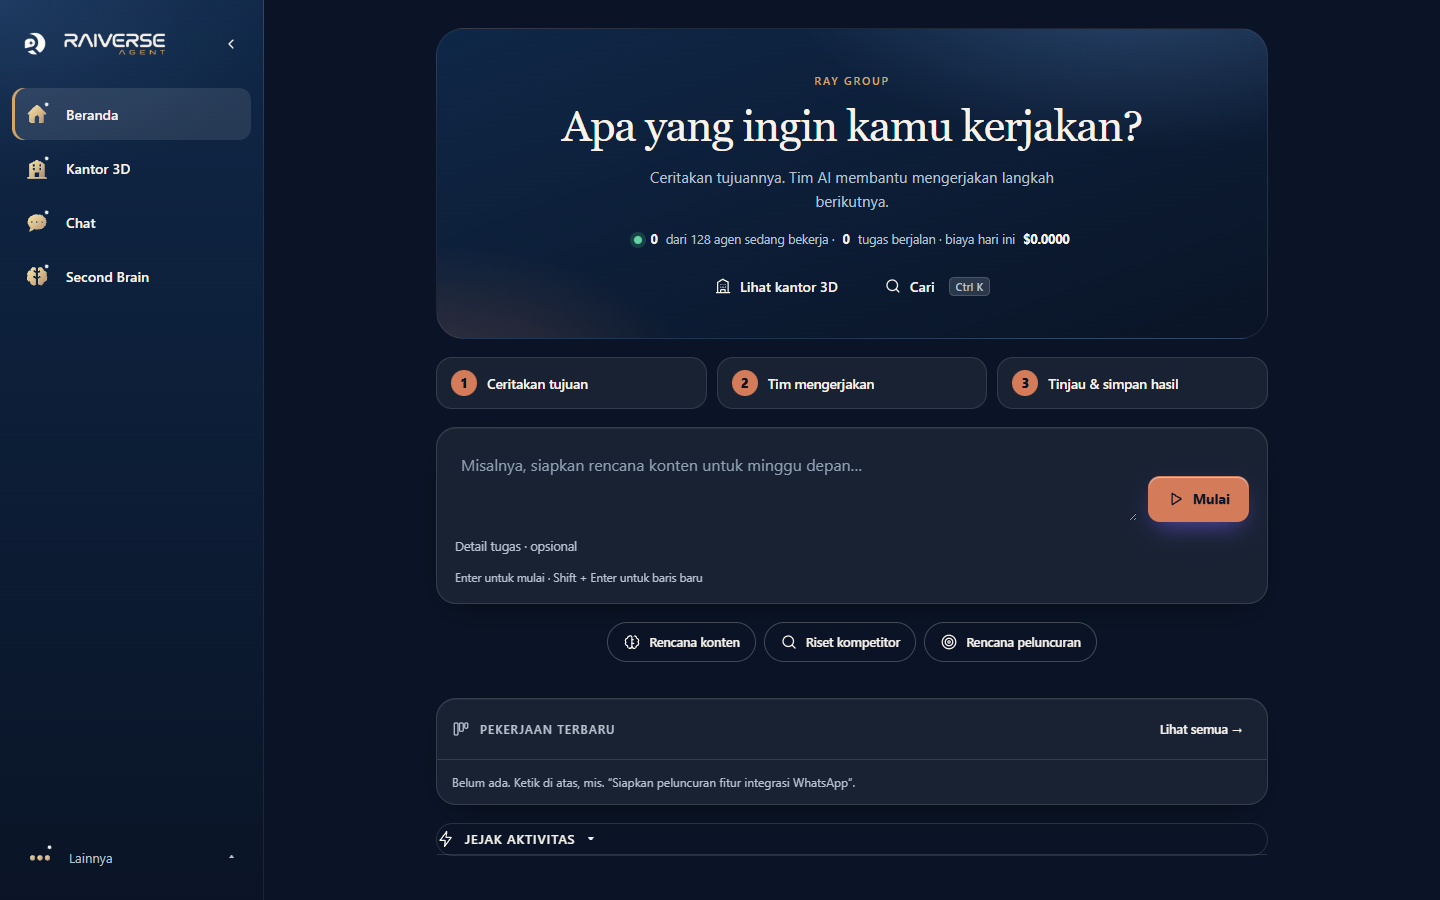 RAIVERSE
AGENT
Beranda
Kantor 3D
Chat
Second Brain
Lainnya
RAY GROUP
Apa yang ingin kamu kerjakan?
Ceritakan tujuannya. Tim AI membantu mengerjakan langkah
berikutnya.
0 dari 128 agen sedang bekerja · 0 tugas berjalan · biaya hari ini $0.0000
Lihat kantor 3D
Cari Ctrl K
1 Ceritakan tujuan
2 Tim mengerjakan
3 Tinjau & simpan hasil
Misalnya, siapkan rencana konten untuk minggu depan...
Mulai
Detail tugas · opsional
Enter untuk mulai · Shift + Enter untuk baris baru
Rencana konten
Riset kompetitor
Rencana peluncuran
PEKERJAAN TERBARU
Lihat semua →
Belum ada. Ketik di atas, mis. “Siapkan peluncuran fitur integrasi WhatsApp”.
JEJAK AKTIVITAS